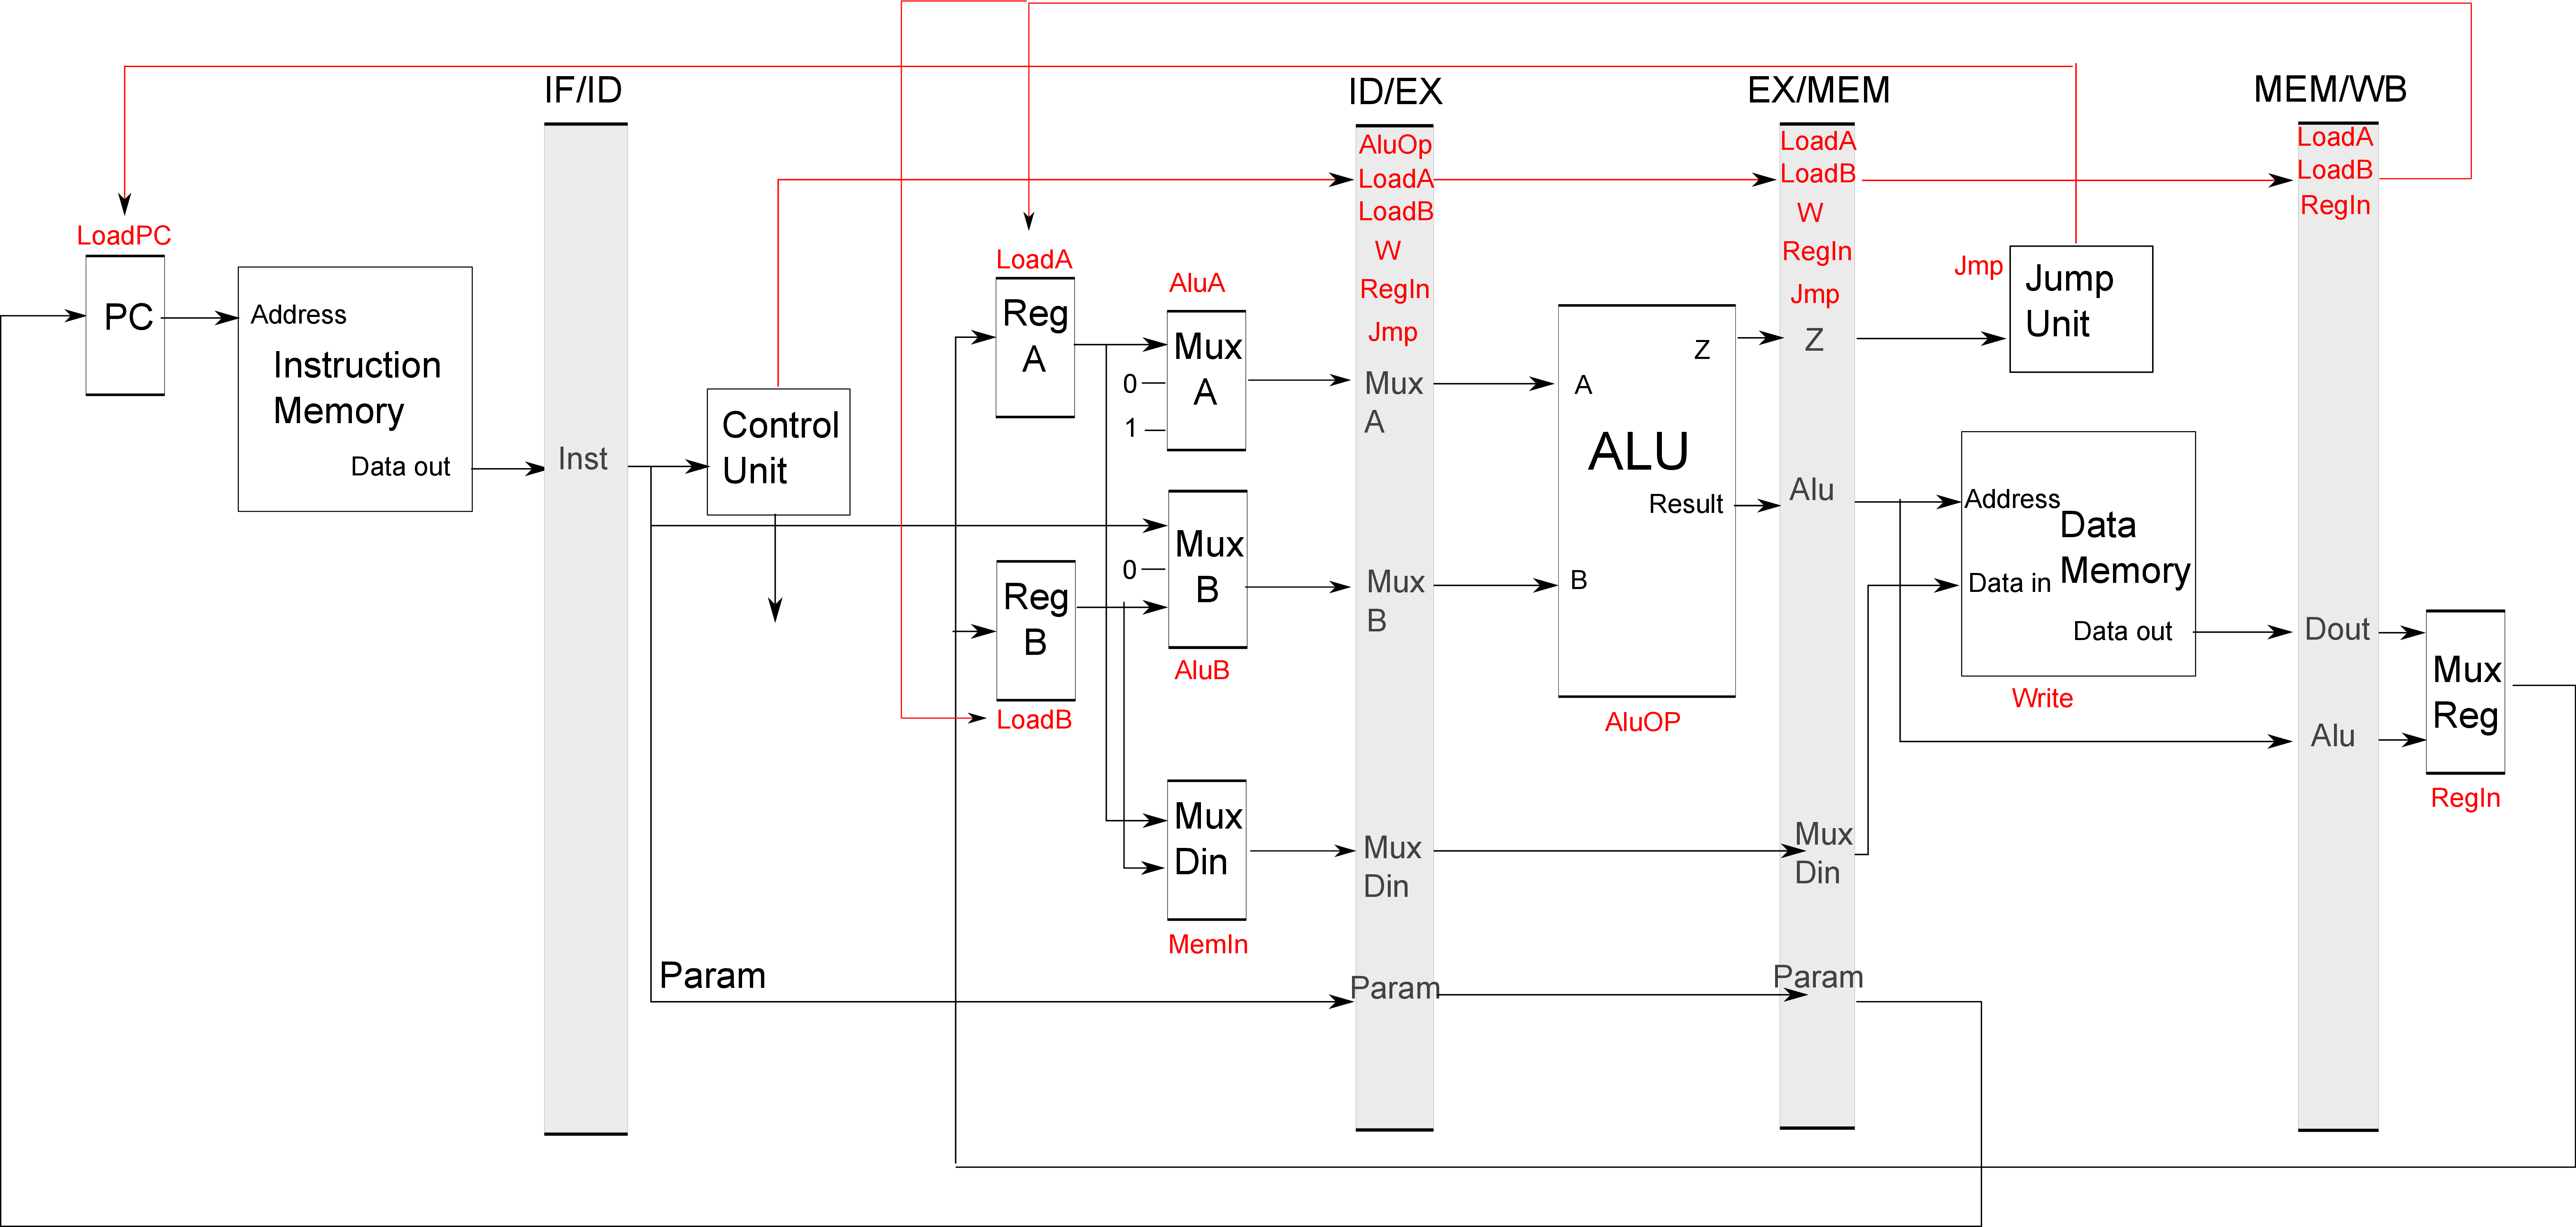 IF/ID
ID/EX
EX/MEM
MEM/WB
LoadPC
PC
Address
Instruction
Memory
Data out
Inst
Control
Unit
Param
LoadA
Reg
A
AluA
Mux
A
0
1
Mux
B
0
AluB
Reg
B
LoadB
Mux
Din
MemIn
AluOp
LoadA
LoadB
W
RegIn
Jmp
Mux
A
Mux
B
Mux
Din
Param
A
B
Z
ALU
Result
AluOP
LoadA
LoadB
W
RegIn
Jmp
Z
Alu
Mux
Din
Param
Jmp
Jump
Unit
Address
Data
Memory
Data in
Data out
Write
LoadA
LoadB
RegIn
Dout
Alu
Mux
Reg
RegIn